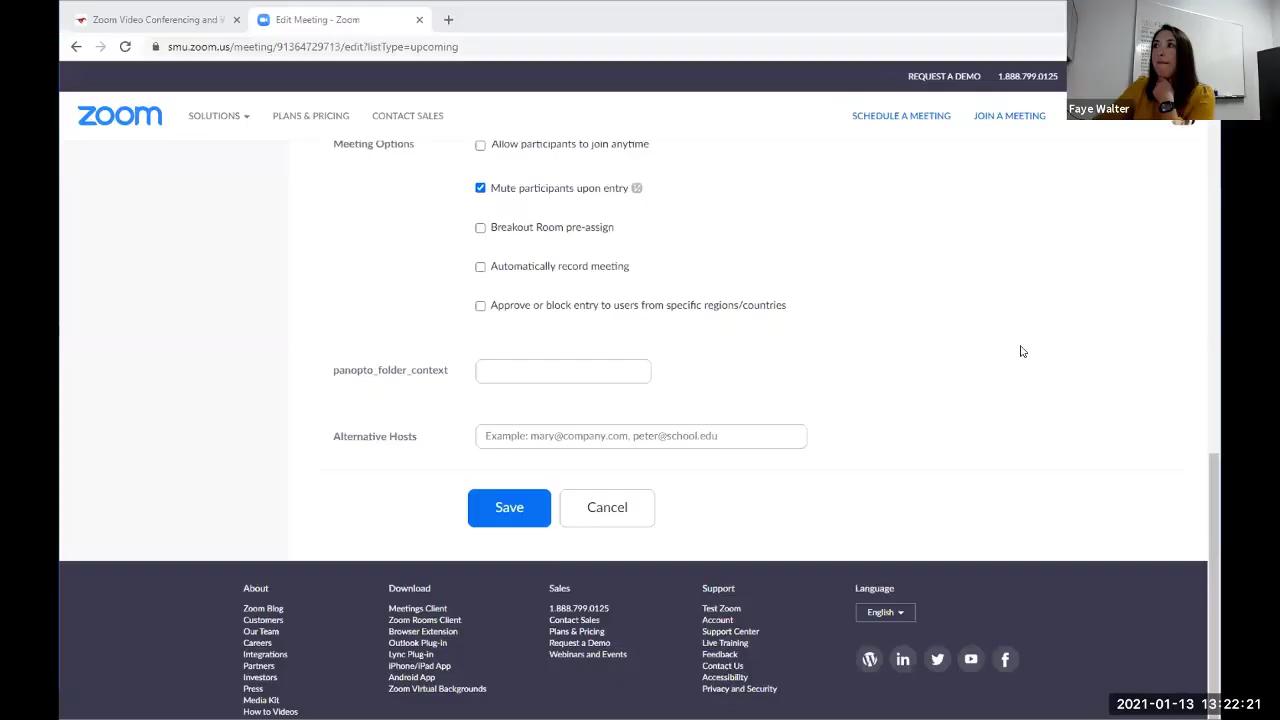 Zoom Video Conferencing and
Edit Meeting - Zoom
smu.zoom.us/meeting/91364729713/edit?listType=upcoming
REQUEST A DEMO 1.888.799.0125
Faye Walter
zoom
SOLUTIONS PLANS & PRICING CONTACT SALES SCHEDULE A MEETING JOIN A MEETING
Meeting Options
Allow participants to join anytime
Mute participants upon entry
Breakout Room pre-assign
Automatically record meeting
Approve or block entry to users from specific regions/countries
panopto_folder_context
Alternative Hosts
Example: mary@company.com, peter@school.edu
Save Cancel
About
Zoom Blog
Customers
Our Team
Careers
Integrations
Partners
Investors
Press
Media Kit
How to Videos
Download
Meetings Client
Zoom Rooms Client
Browser Extension
Outlook Plug-in
Lync Plug-in
iPhone/iPad App
Android App
Zoom Virtual Backgrounds
Sales
1.888.799.0125
Contact Sales
Plans & Pricing
Request a Demo
Webinars and Events
Support
Test Zoom
Account
Support Center
Live Training
Feedback
Contact Us
Accessibility
Privacy and Security
Language
English
2021-01-13 13:22:21